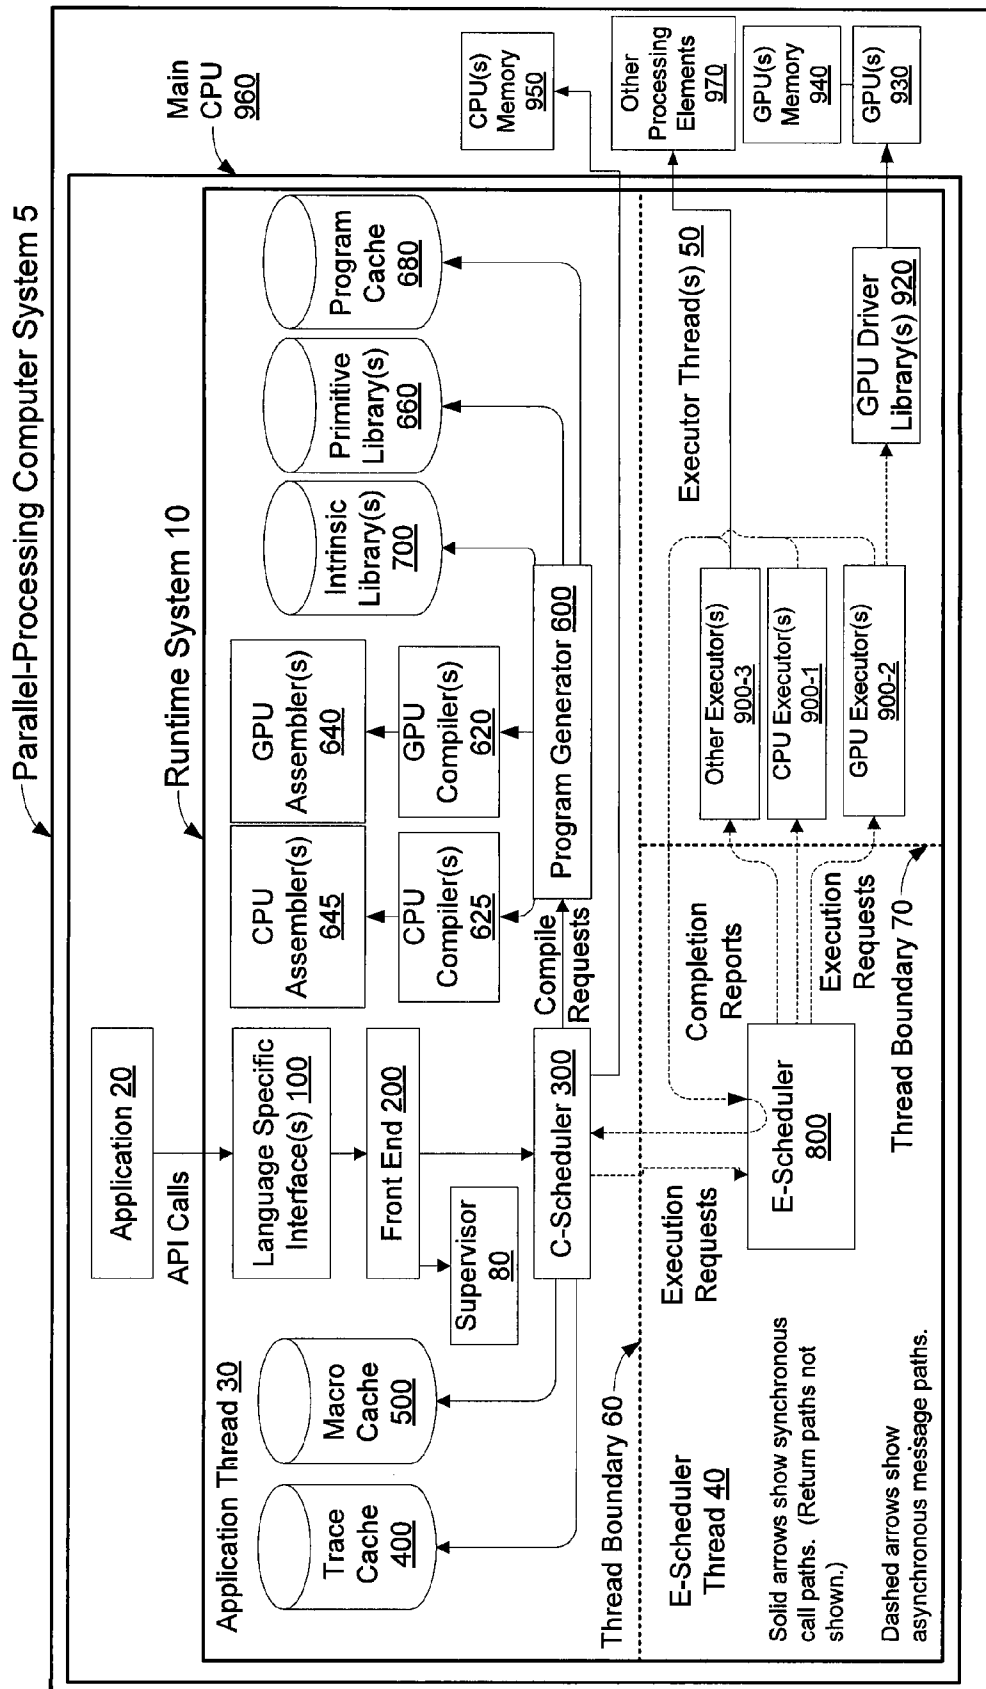 Parallel-Processing Computer System 5
Main
CPU
960
Runtime System 10
Application 20
API Calls
Application Thread 30
Language Specific
Interface(s) 100
Front End 200
Supervisor
80
Trace
Cache
400
Macro
Cache
500
CPU
Assembler(s)
645
GPU
Assembler(s)
640
CPU
Compiler(s)
625
GPU
Compiler(s)
620
Intrinsic
Library(s)
700
Primitive
Library(s)
660
Program
Cache
680
C-Scheduler 300
Compile
Requests
Program Generator 600
CPU(s)
Memory
950
Other
Processing
Elements
970
GPU(s)
Memory
940
GPU(s)
930
Thread Boundary 60
E-Scheduler
Thread 40
Execution
Requests
E-Scheduler
800
Completion
Reports
Execution
Requests
Thread Boundary 70
Executor Thread(s) 50
Other Executor(s)
900-3
CPU Executor(s)
900-1
GPU Executor(s)
900-2
GPU Driver
Library(s) 920
Solid arrows show synchronous
call paths. (Return paths not
shown.)
Dashed arrows show
asynchronous message paths.